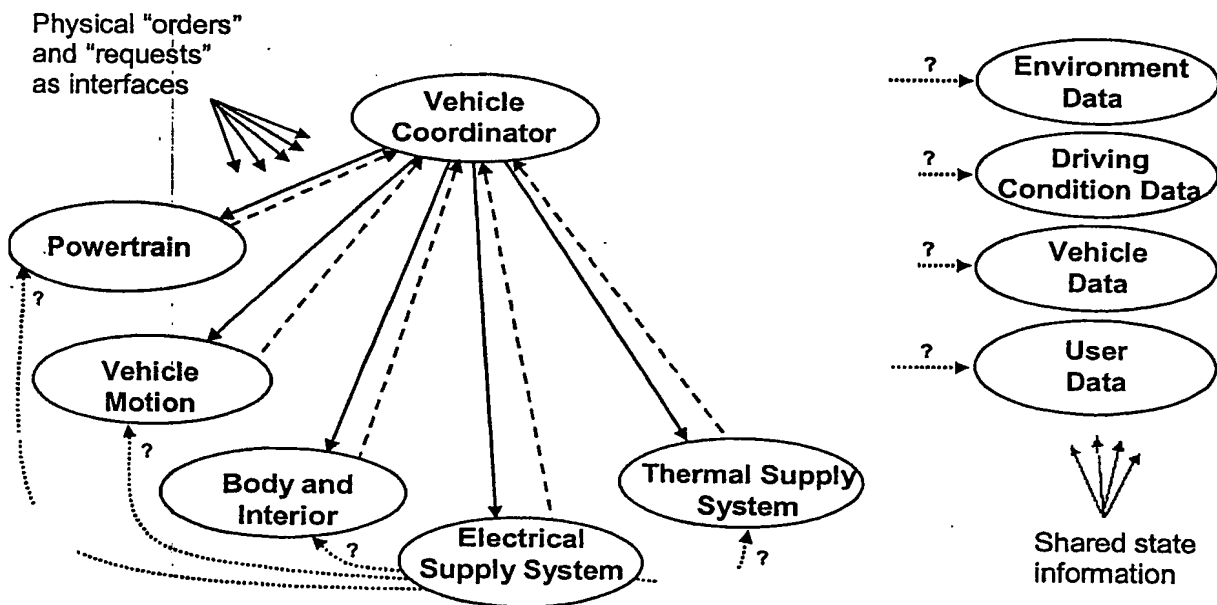 Physical "orders"
and "requests"
as interfaces
Vehicle
Coordinator
Powertrain
?
Vehicle
Motion
?
Body and
Interior
?
Electrical
Supply System
Thermal Supply
System
?
?
Environment
Data
?
Driving
Condition Data
?
Vehicle
Data
?
User
Data
Shared state
information